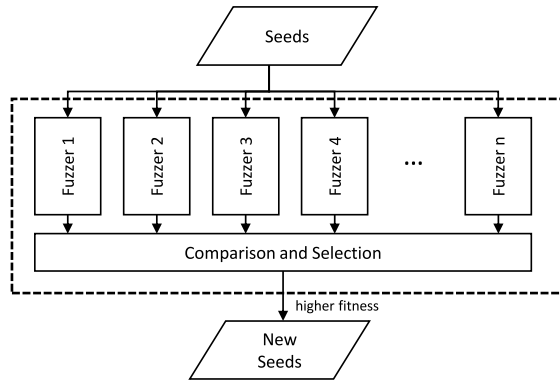 Seeds
Fuzzer 1
Fuzzer 2
Fuzzer 3
Fuzzer 4
...
Fuzzer n
Comparison and Selection
higher fitness
New
Seeds